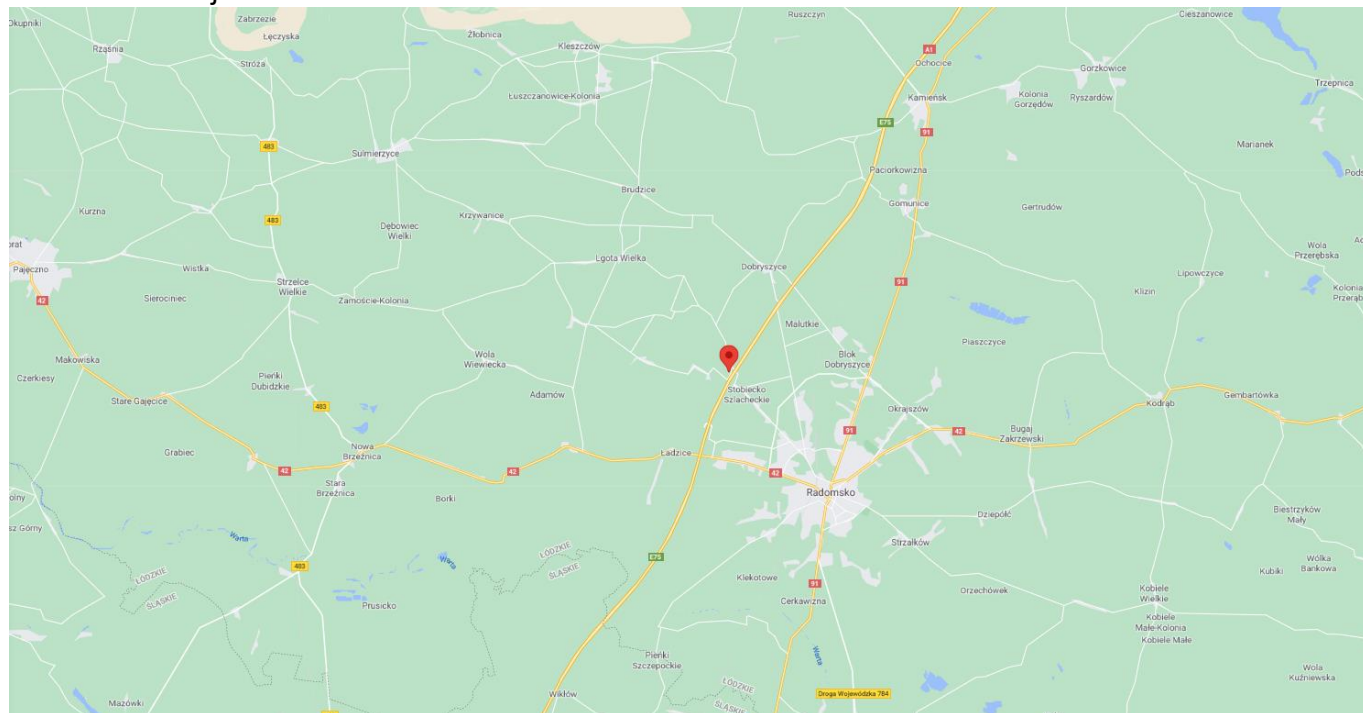 Okupniki
Zabrzezie
Łęczyska
Żłobnica
Kleszczów
Ruszczyn
Cieszanowice
Rząśnia
Stróża
A1
Ochocice
Gorzkowice
Łuszczanowice-Kolonia
Kamieńsk
Kolonia
Gorzędów
Ryszardów
Trzepnica
E75
91
483
Sulmierzyce
Marianek
Paciorkowizna
Brudzice
Kurzna
483
Krzywanice
Gomunice
Gertrudów
Dębowiec
Wielki
Wola
Przerębska
Pajęczno
Wistka
Lgota Wielka
Dobryszyce
Lipowczyce
42
Sierociniec
Strzelce
Wielkie
Zamoście-Kolonia
91
Klizin
Kolonia
Przerąb
Malutkie
Piaszczyce
Makowiska
Wola
Wiewiecka
Blok
Dobryszyce
Czerkiesy
Pieńki
Dubidzkie
Stobiecko
Szlacheckie
Stare Gajęcice
Adamów
Kodrąb
Gembartówka
483
Okrajszów
91
42
Bugaj
Zakrzewski
Grabiec
Nowa
Brzeźnica
Ładzice
42
42
42
Stara
Brzeźnica
Borki
Radomsko
Dziepółć
Biestrzyków
Mały
sz Górny
Warta
Strzałków
ŁÓDZKIE
ŚLĄSKIE
Warta
E75
483
Wólka
Bankowa
Kubiki
ŁÓDZKIE
ŚLĄSKIE
Klekotowe
91
Orzechówek
Kobiele
Wielkie
Prusicko
Cerkawizna
Kobiele
Małe-Kolonia
Kobiele Małe
Pieńki
Szczepockie
Warta
Wola
Kuźniewska
ŁÓDZKIE
ŚLĄSKIE
Wikłów
Droga Wojewódzka 784
Mazówki